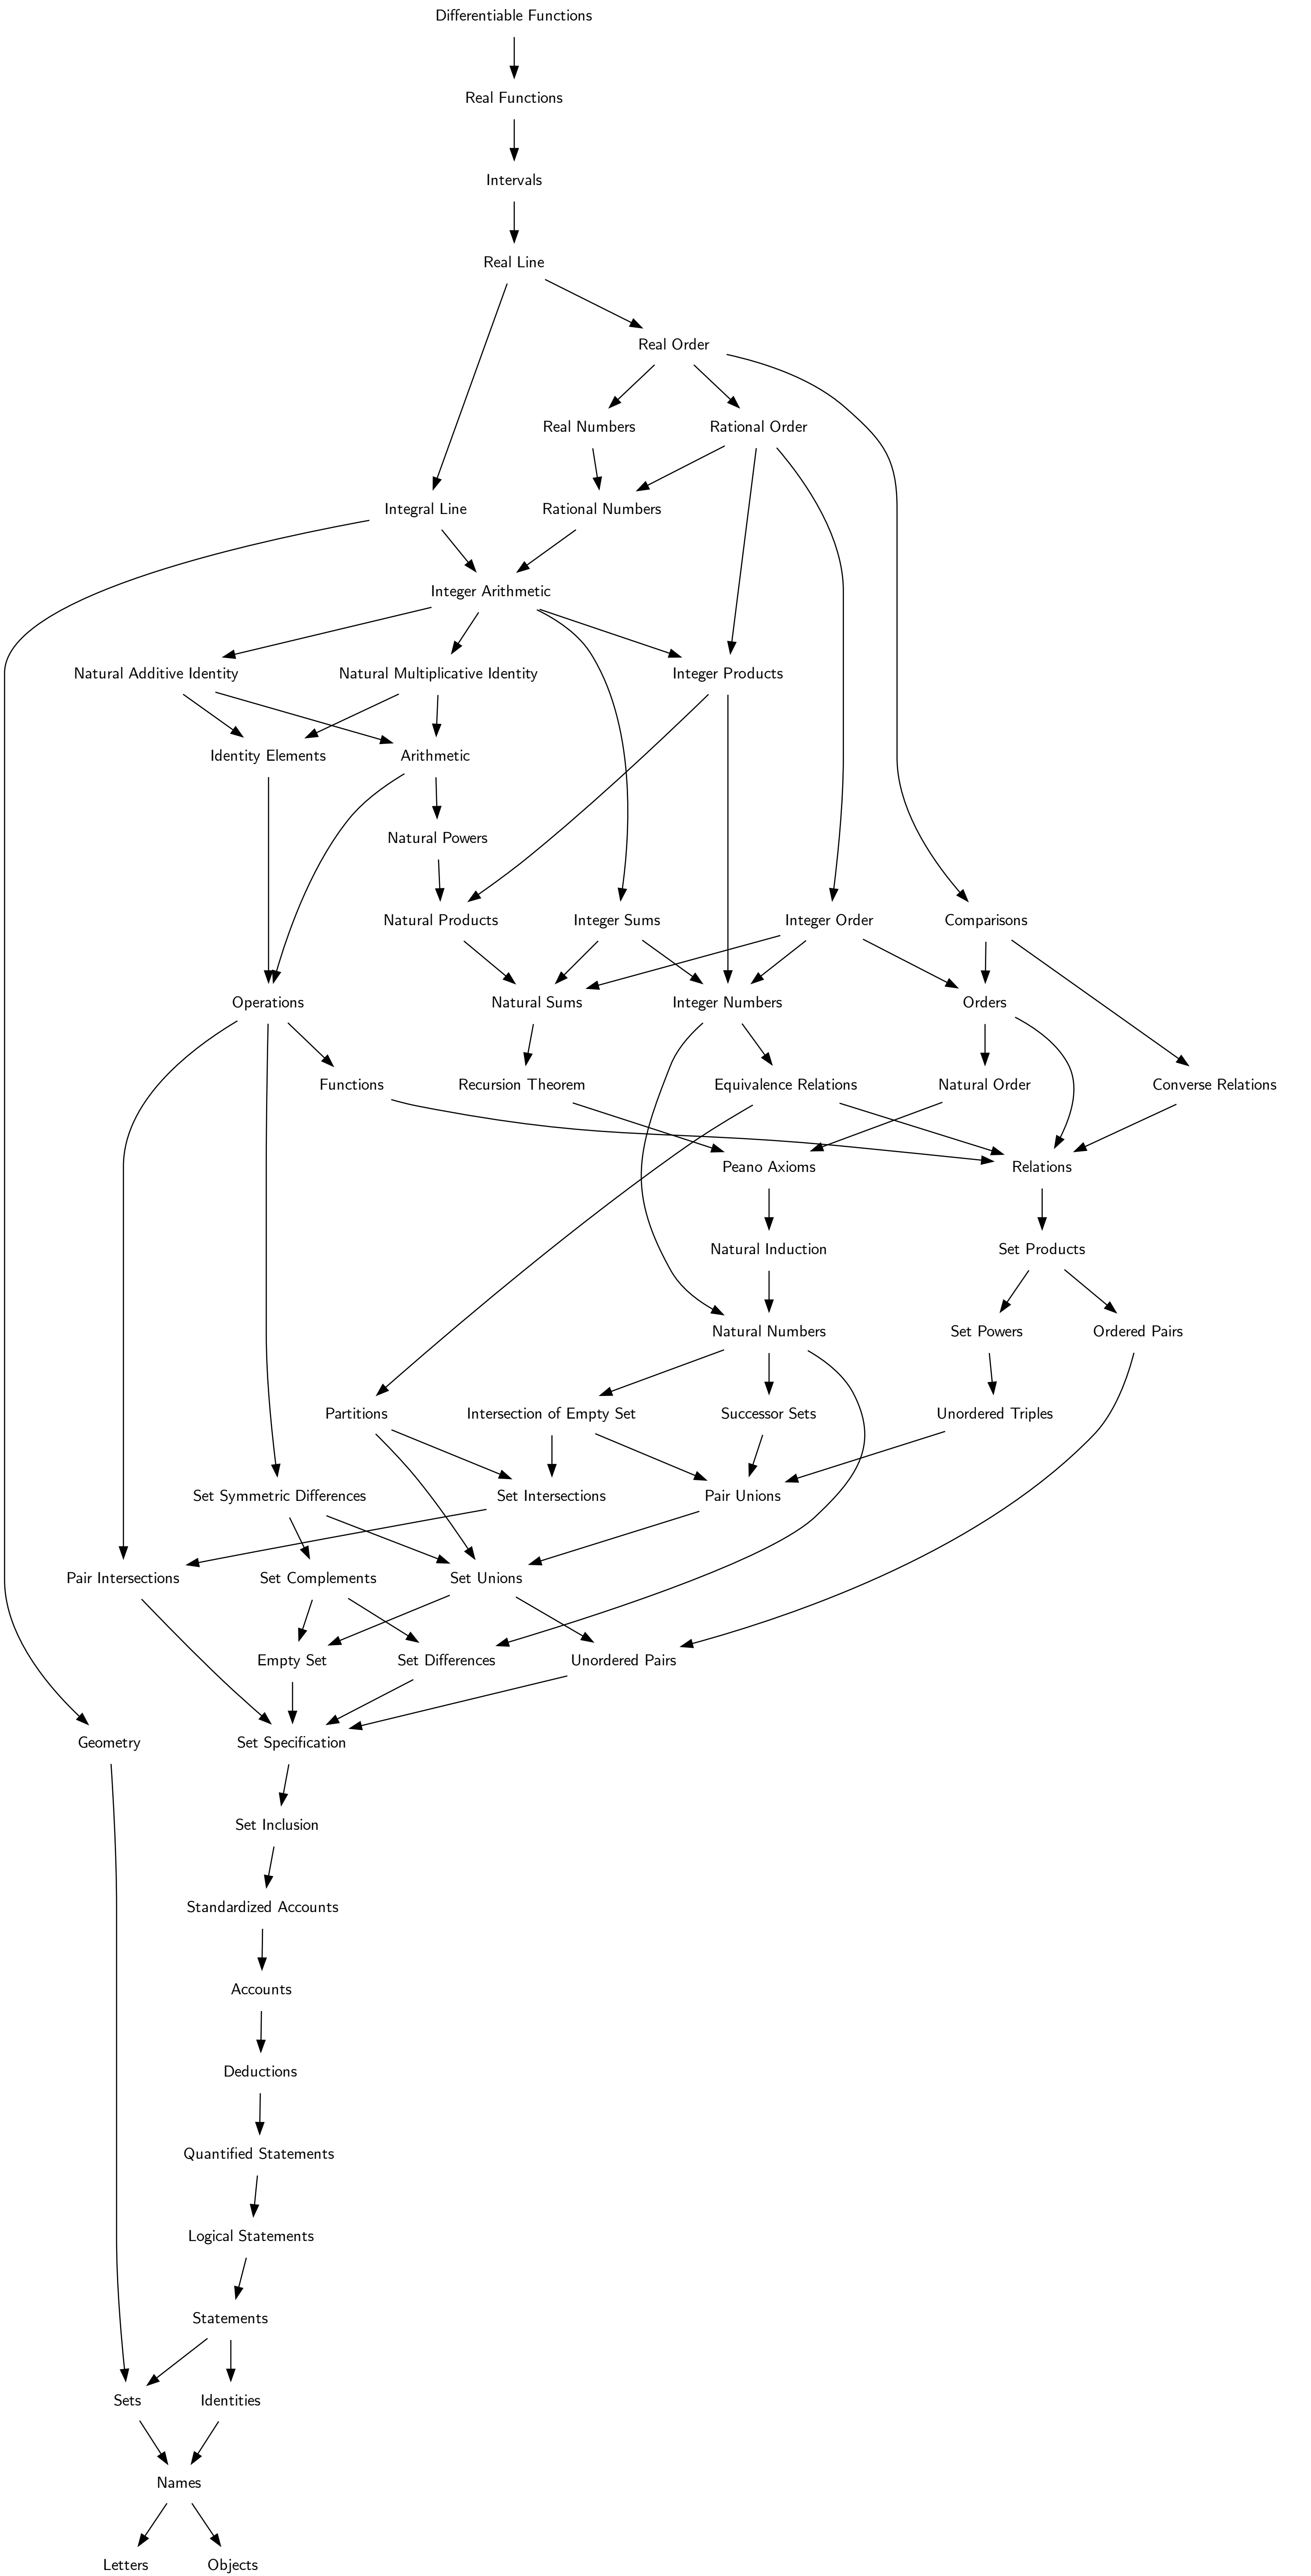 Differentiable Functions
Real Functions
Intervals
Real Line
Real Order
Real Numbers
Rational Order
Integral Line
Rational Numbers
Integer Arithmetic
Natural Additive Identity
Natural Multiplicative Identity
Integer Products
Identity Elements
Arithmetic
Natural Powers
Natural Products
Integer Sums
Integer Order
Comparisons
Operations
Natural Sums
Integer Numbers
Orders
Functions
Recursion Theorem
Equivalence Relations
Natural Order
Converse Relations
Peano Axioms
Relations
Natural Induction
Set Products
Natural Numbers
Set Powers
Ordered Pairs
Partitions
Intersection of Empty Set
Successor Sets
Unordered Triples
Set Symmetric Differences
Set Intersections
Pair Unions
Pair Intersections
Set Complements
Set Unions
Empty Set
Set Differences
Unordered Pairs
Geometry
Set Specification
Set Inclusion
Standardized Accounts
Accounts
Deductions
Quantified Statements
Logical Statements
Statements
Sets
Identities
Names
Letters
Objects